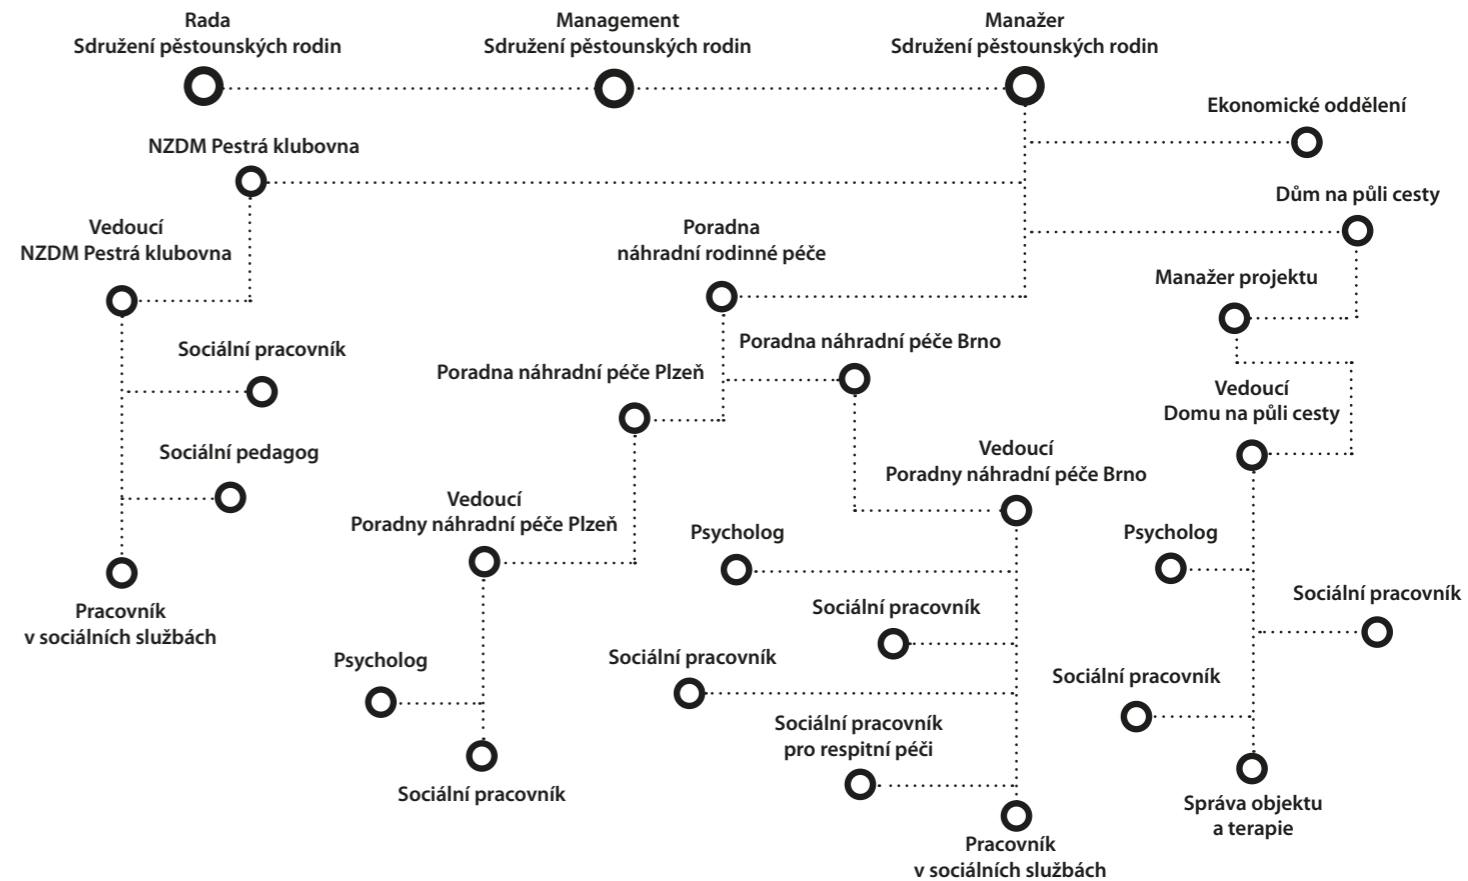 Rada
Sdružení pěstounských rodin
Management
Sdružení pěstounských rodin
Manažer
Sdružení pěstounských rodin
Ekonomické oddělení
NZDM Pestrá klubovna
Dům na půli cesty
Vedoucí
NZDM Pestrá klubovna
Poradna
náhradní rodinné péče
Manažer projektu
Sociální pracovník
Poradna náhradní péče Brno
Poradna náhradní péče Plzeň
Vedoucí
Domu na půli cesty
Sociální pedagog
Vedoucí
Poradny náhradní péče Brno
Vedoucí
Poradny náhradní péče Plzeň
Psycholog
Psycholog
Sociální pracovník
Sociální pracovník
Pracovník
v sociálních službách
Psycholog
Sociální pracovník
Sociální pracovník
Sociální pracovník
pro respitní péči
Sociální pracovník
Správa objektu
a terapie
Pracovník
v sociálních službách